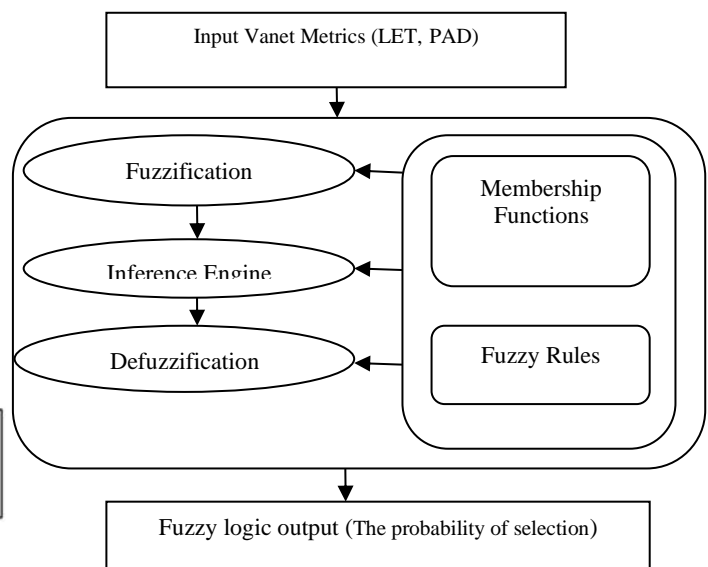 Input Vanet Metrics (LET, PAD)
Fuzzification
Membership
Functions
Inference Engine
Defuzzification
Fuzzy Rules
Fuzzy logic output (The probability of selection)